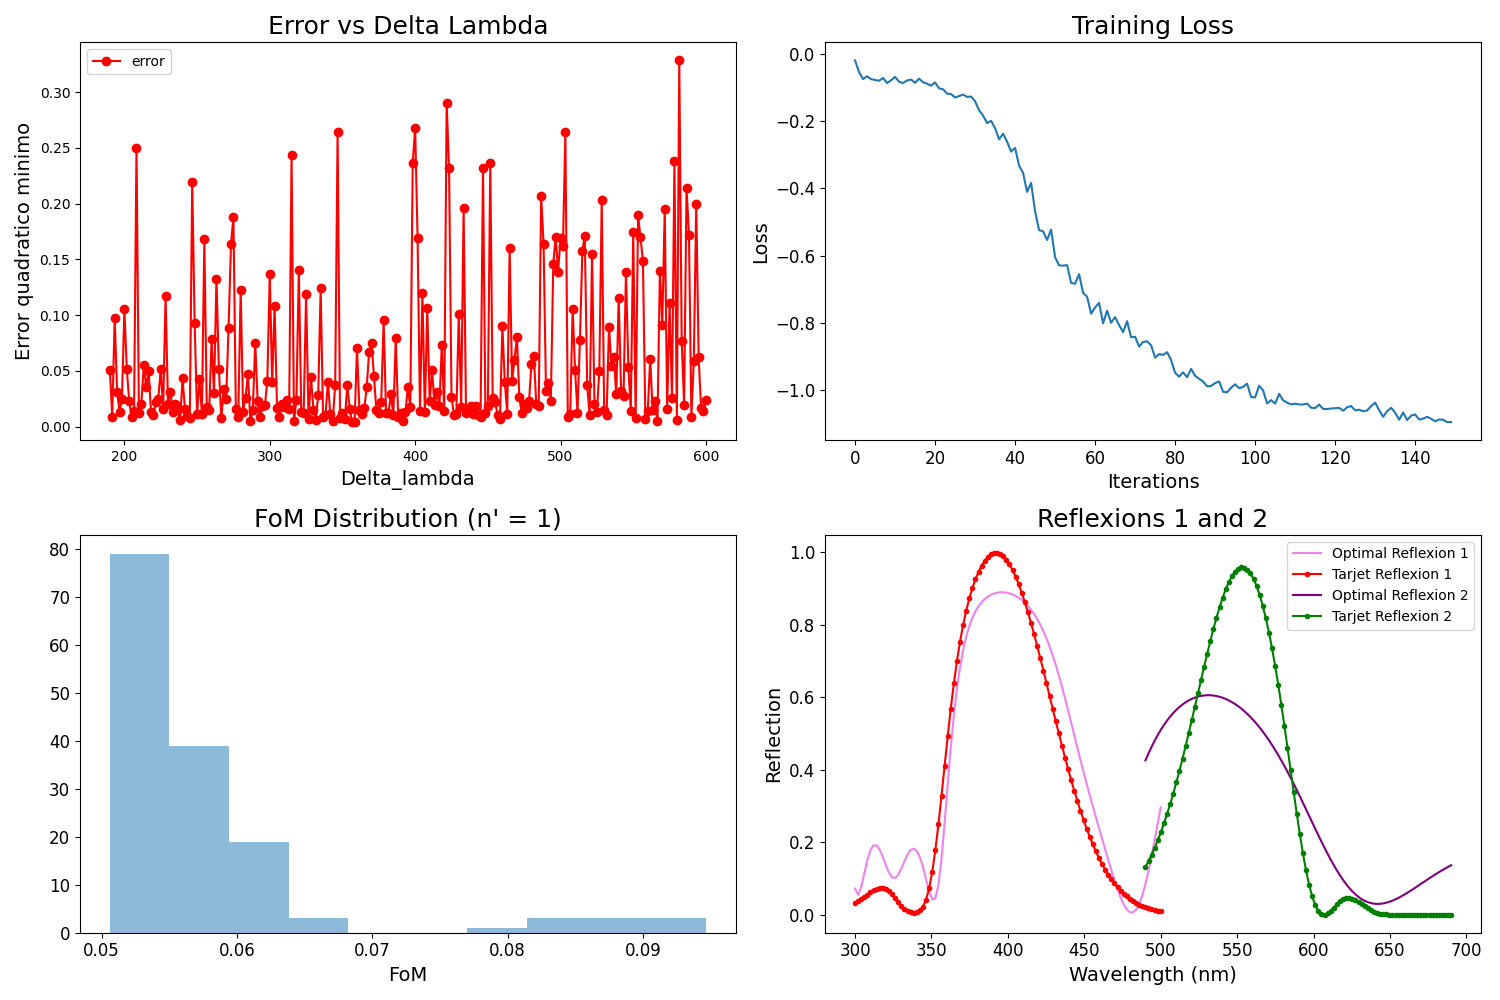 Error vs Delta Lambda
error
Error quadratico minimo
0.30
0.25
0.20
0.15
0.10
0.05
0.00
200 300 400 500 600
Delta_lambda
Training Loss
Loss
0.0
−0.2
−0.4
−0.6
−0.8
−1.0
0 20 40 60 80 100 120 140
Iterations
FoM Distribution (n' = 1)
80
70
60
50
40
30
20
10
0
0.05 0.06 0.07 0.08 0.09
FoM
Reflexions 1 and 2
Optimal Reflexion 1
Tarjet Reflexion 1
Optimal Reflexion 2
Tarjet Reflexion 2
Reflection
1.0
0.8
0.6
0.4
0.2
0.0
300 350 400 450 500 550 600 650 700
Wavelength (nm)